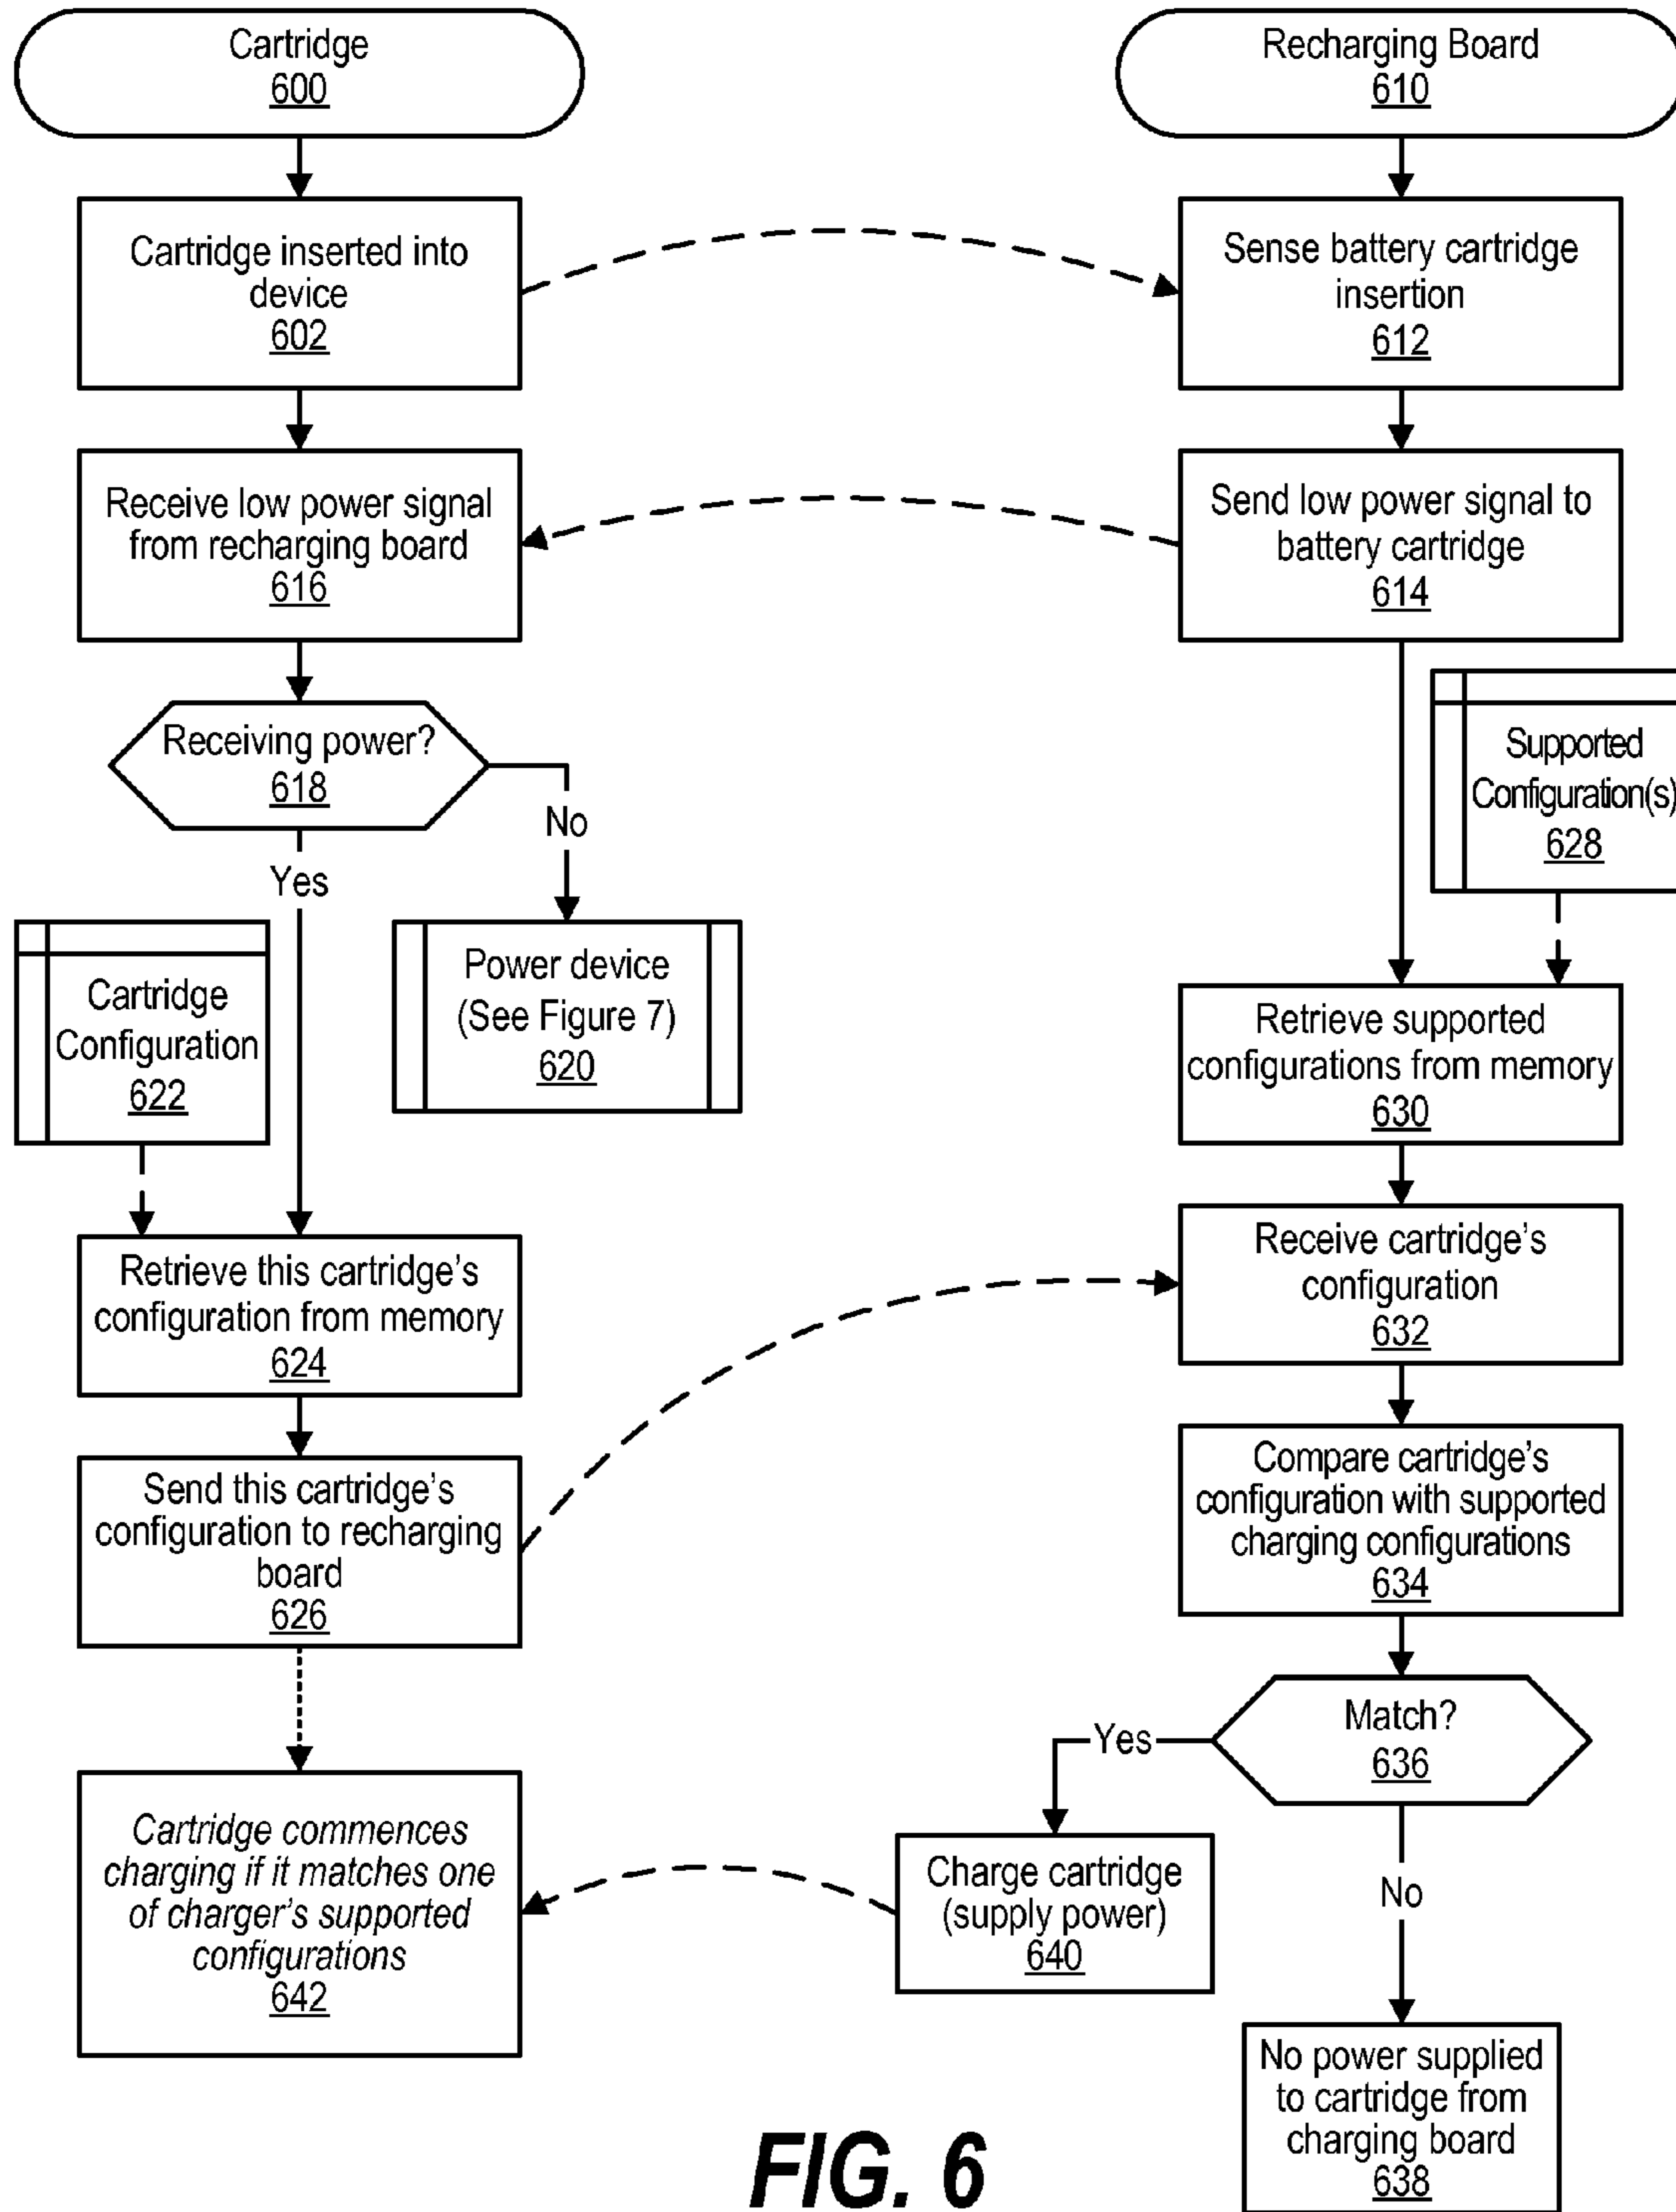 Cartridge
600
Recharging Board
610
Cartridge inserted into
device
602
Sense battery cartridge
insertion
612
Receive low power signal
from recharging board
616
Send low power signal to
battery cartridge
614
Receiving power?
618
No
Yes
Supported
Configuration(s)
628
Cartridge
Configuration
622
Power device
(See Figure 7)
620
Retrieve supported
configurations from memory
630
Retrieve this cartridge’s
configuration from memory
624
Receive cartridge’s
configuration
632
Send this cartridge’s
configuration to recharging
board
626
Compare cartridge’s
configuration with supported
charging configurations
634
Match?
636
Yes
No
Cartridge commences
charging if it matches one
of charger’s supported
configurations
642
Charge cartridge
(supply power)
640
No power supplied
to cartridge from
charging board
638
FIG. 6